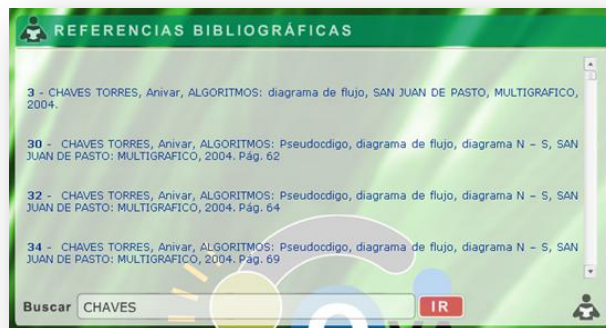 REFERENCIAS BIBLIOGRÁFICAS
3 - CHAVES TORRES, Anivar, ALGORITMOS: diagrama de flujo, SAN JUAN DE PASTO, MULTIGRAFICO,
2004.
30 - CHAVES TORRES, Anivar, ALGORITMOS: Pseudocdigo, diagrama de flujo, diagrama N – S, SAN
JUAN DE PASTO: MULTIGRAFICO, 2004. Pág. 62
32 - CHAVES TORRES, Anivar, ALGORITMOS: Pseudocdigo, diagrama de flujo, diagrama N – S, SAN
JUAN DE PASTO: MULTIGRAFICO, 2004. Pág. 64
34 - CHAVES TORRES, Anivar, ALGORITMOS: Pseudocdigo, diagrama de flujo, diagrama N – S, SAN
JUAN DE PASTO: MULTIGRAFICO, 2004. Pág. 69
Buscar CHAVES IR